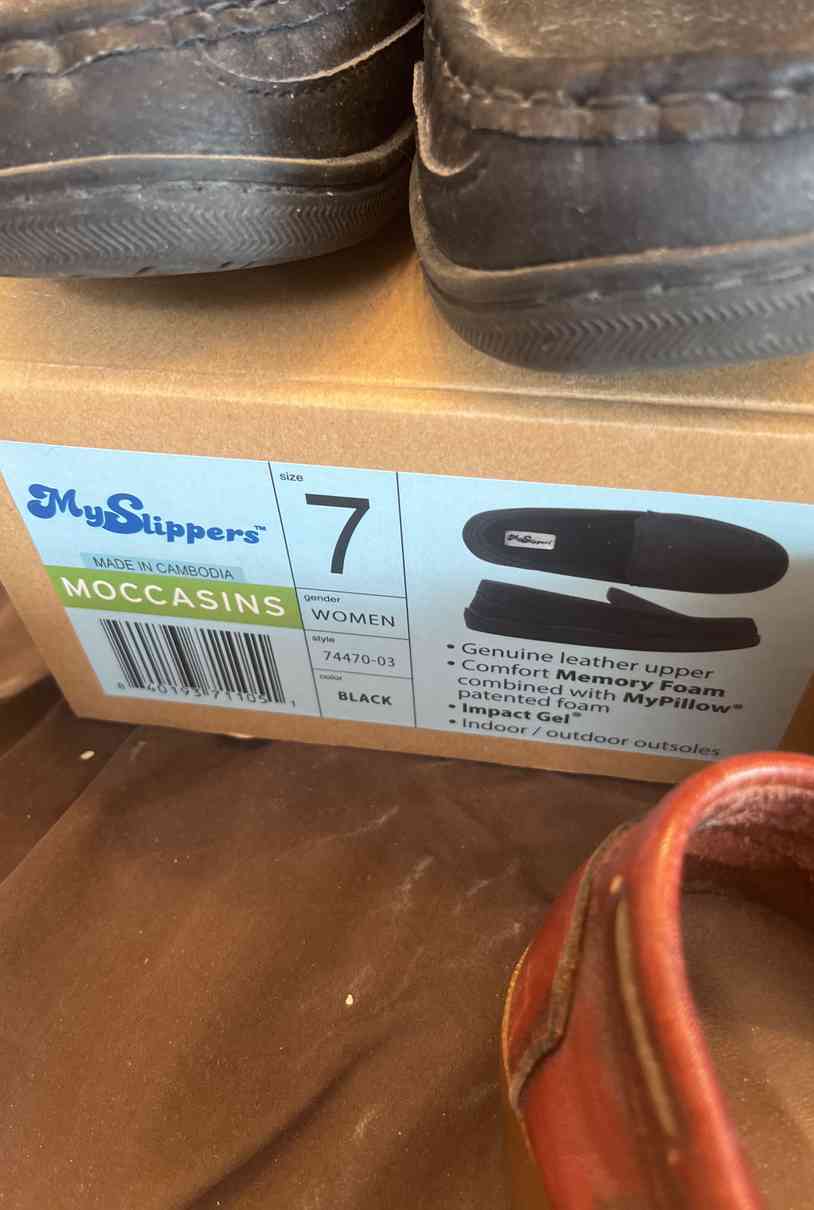 MySlippers™
MADE IN CAMBODIA
MOCCASINS
size
7
gender
WOMEN
style
74470-03
color
BLACK
MySlippers
• Genuine leather upper
• Comfort Memory Foam
combined with MyPillow®
patented foam
• Impact Gel®
• Indoor / outdoor outsoles